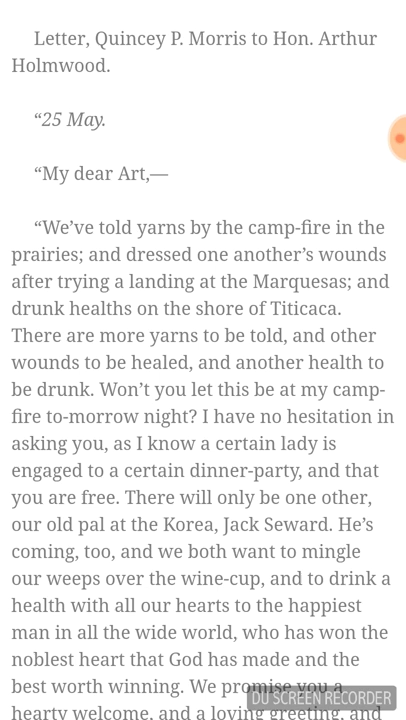 Letter, Quincey P. Morris to Hon. Arthur
Holmwood.
“25 May.
“My dear Art,—
“We’ve told yarns by the camp-fire in the
prairies; and dressed one another’s wounds
after trying a landing at the Marquesas; and
drunk healths on the shore of Titicaca.
There are more yarns to be told, and other
wounds to be healed, and another health to
be drunk. Won’t you let this be at my camp-
fire to-morrow night? I have no hesitation in
asking you, as I know a certain lady is
engaged to a certain dinner-party, and that
you are free. There will only be one other,
our old pal at the Korea, Jack Seward. He’s
coming, too, and we both want to mingle
our weeps over the wine-cup, and to drink a
health with all our hearts to the happiest
man in all the wide world, who has won the
noblest heart that God has made and the
best worth winning. We promise you a
hearty welcome, and a loving greeting, and
DU SCREEN RECORDER